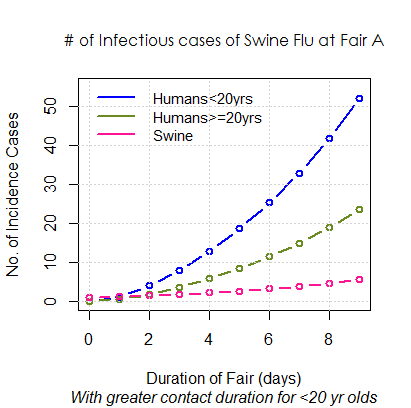 # of Infectious cases of Swine Flu at Fair A
Humans<20yrs
Humans>=20yrs
Swine
No. of Incidence Cases
50
40
30
20
10
0
0 2 4 6 8
Duration of Fair (days)
With greater contact duration for <20 yr olds